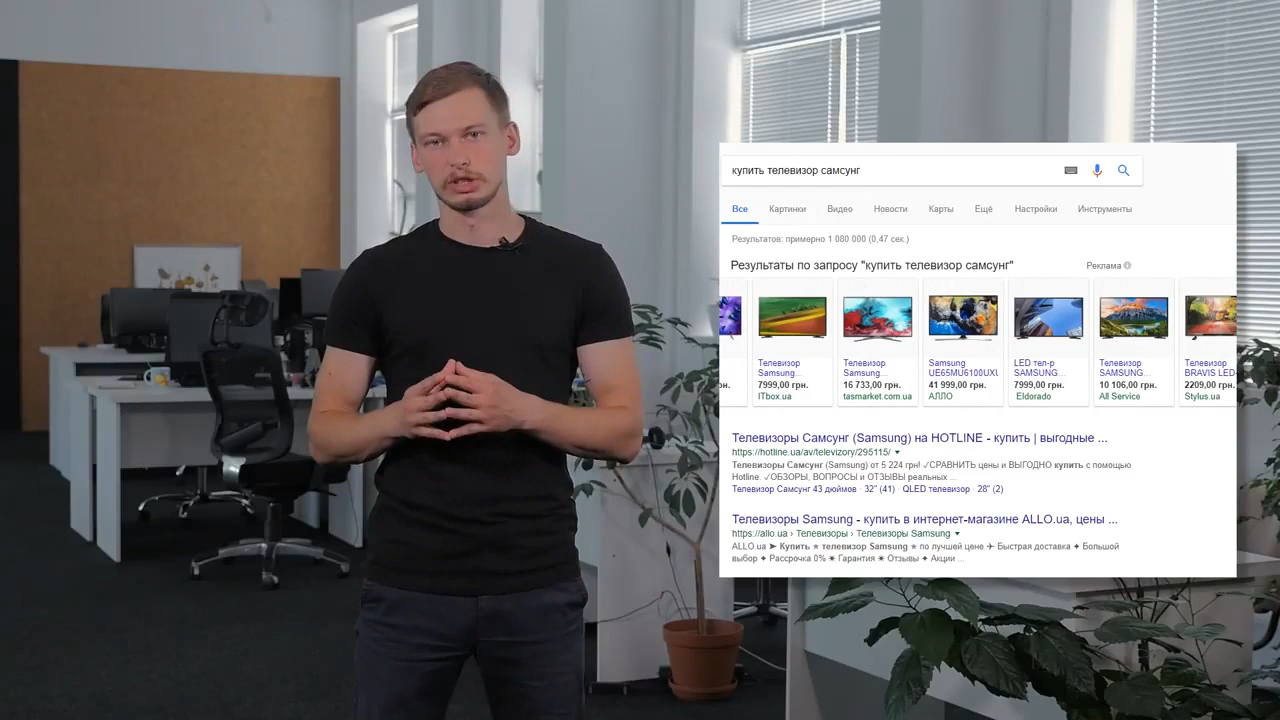 купить телевизор самсунг
Все Картинки Видео Новости Карты Ещё Настройки Инструменты
Результатов: примерно 1 080 000 (0,47 сек.)
Результаты по запросу "купить телевизор самсунг" Реклама
рн.
Телевизор
Samsung...
7999,00 грн.
ITbox.ua
Телевизор
Samsung...
16 733,00 грн.
tasmarket.com.ua
Samsung
UE65MU6100UXU
41 999,00 грн.
АЛЛО
LED тел-р
SAMSUNG...
7999,00 грн.
Eldorado
Телевизор
SAMSUNG...
10 106,00 грн.
All Service
Телевизор
BRAVIS LED-
2209,00 грн.
Stylus.ua
Телевизоры Самсунг (Samsung) на HOTLINE - купить | выгодные ...
https://hotline.ua/av/televizory/295115/
Телевизоры Самсунг (Samsung) от 5 224 грн! ✓СРАВНИТЬ цены и ВЫГОДНО купить с помощью
Hotline. ✓ОБЗОРЫ, ВОПРОСЫ и ОТЗЫВЫ реальных ...
Телевизор Самсунг 43 дюймов · 32" (41) · QLED телевизор · 28" (2)
Телевизоры Samsung - купить в интернет-магазине ALLO.ua, цены ...
https://allo.ua › Телевизоры › Телевизоры Samsung
ALLO.ua ➤ Купить ★ телевизор Samsung ★ по лучшей цене ✈ Быстрая доставка ✦ Большой
выбор ✦ Рассрочка 0% ✷ Гарантия ✷ Отзывы ✦ Акции ...